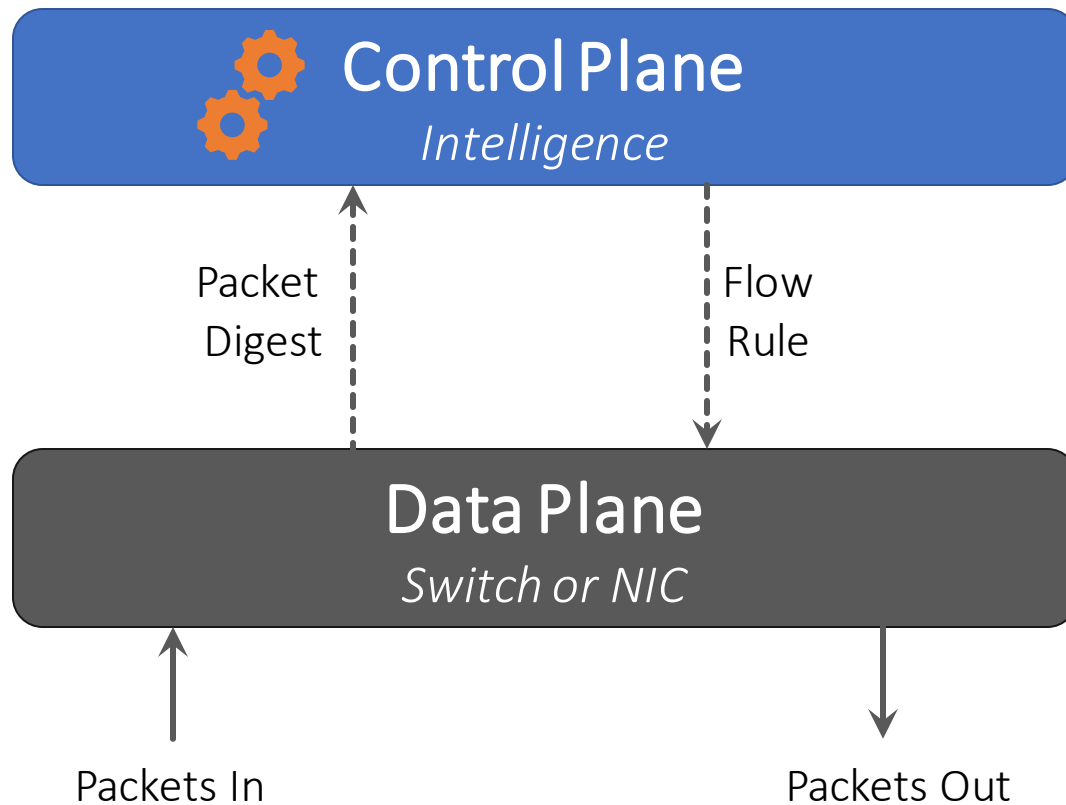 Control Plane
Intelligence
Packet
Digest
Flow
Rule
Data Plane
Switch or NIC
Packets In
Packets Out